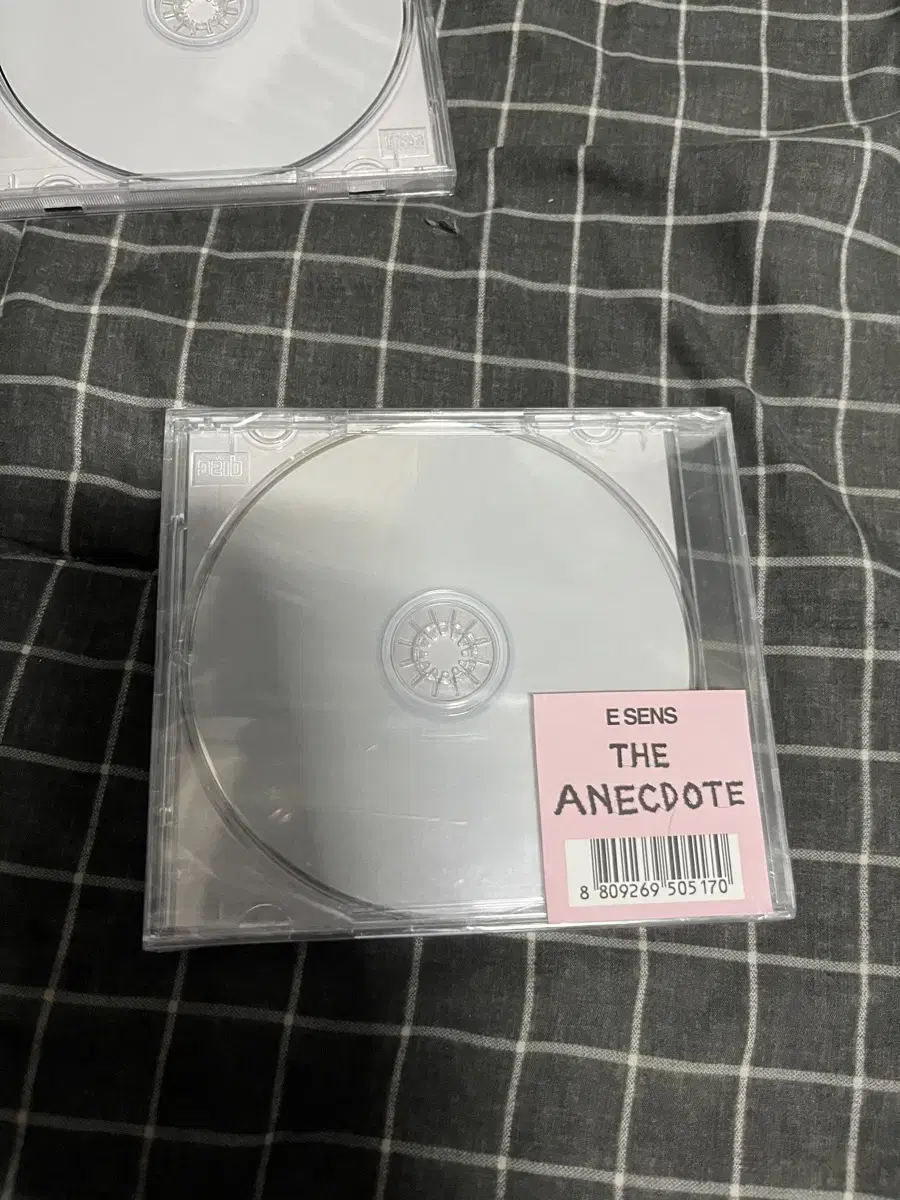 E SENS
THE
ANECDOTE
8 809269 505170